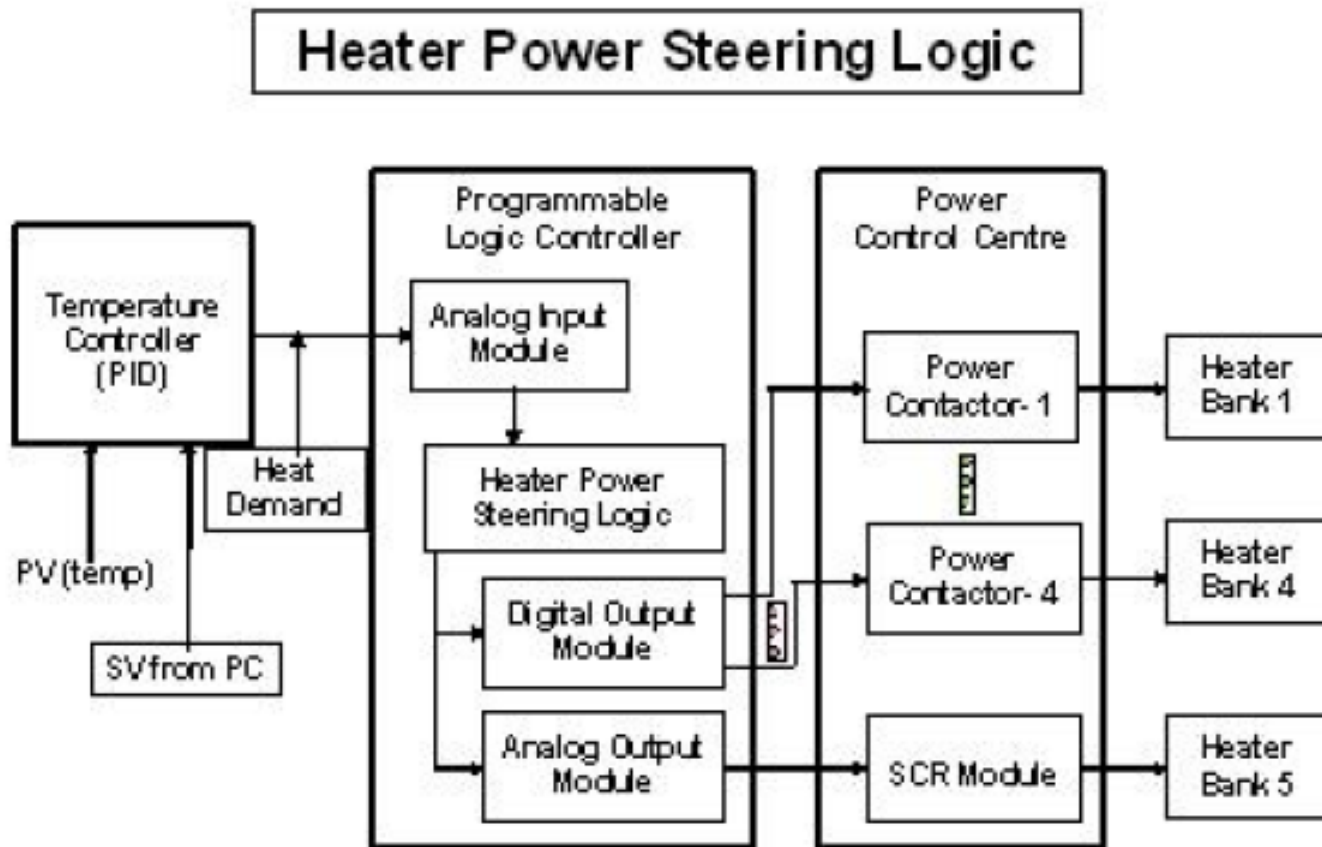 Heater Power Steering Logic
Programmable
Logic Controller
Power
Control Centre
Temperature
Controller
(PID)
Analog Input
Module
Power
Contactor- 1
Heater
Bank 1
Heat
Demand
Heater Power
Steering Logic
PV(temp)
Power
Contactor- 4
Heater
Bank 4
Digital Output
Module
SV from PC
Analog Output
Module
SCR Module
Heater
Bank 5